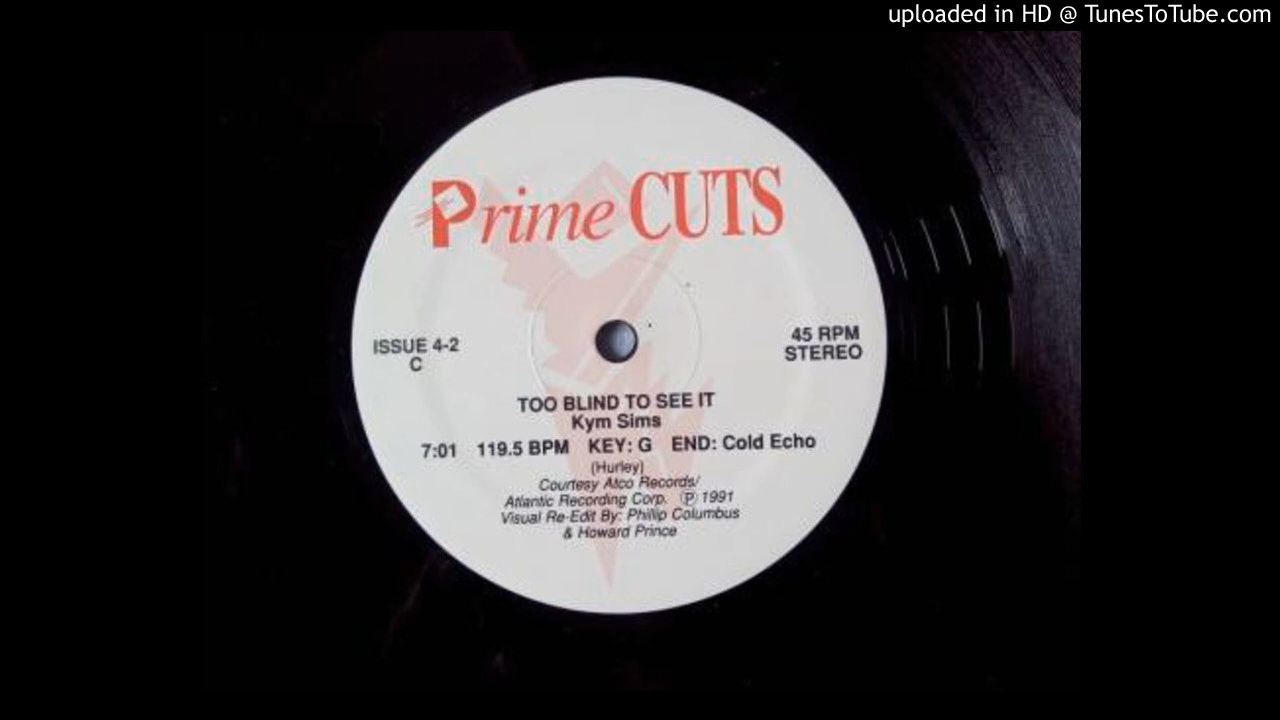 uploaded in HD @ TunesToTube.com
Prime CUTS
ISSUE 4-2
C
45 RPM
STEREO
TOO BLIND TO SEE IT
Kym Sims
7:01 119.5 BPM KEY: G END: Cold Echo
(Hurley)
Courtesy Atco Records/
Atlantic Recording Corp. Ⓟ 1991
Visual Re-Edit By: Phillip Columbus
& Howard Prince